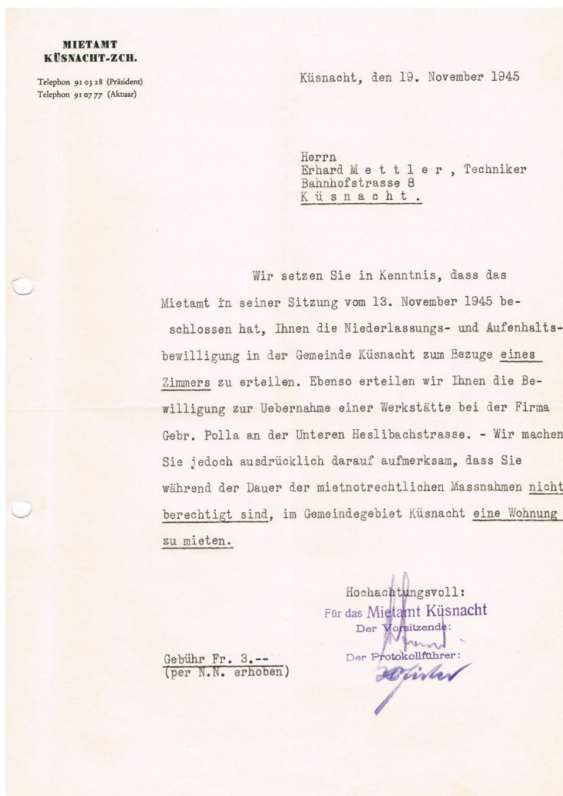 MIETAMT
KÜSNACHT-ZCH.
Telephon 91 03 28 (Präsident)
Telephon 91 07 77 (Aktuar)
Küsnacht, den 19. November 1945
Herrn
Erhard M e t t l e r , Techniker
Bahnhofstrasse 8
K ü s n a c h t .
Wir setzen Sie in Kenntnis, dass das
Mietamt in seiner Sitzung vom 13. November 1945 be-
schlossen hat, Ihnen die Niederlassungs- und Aufenhalts-
bewilligung in der Gemeinde Küsnacht zum Bezuge eines
Zimmers zu erteilen. Ebenso erteilen wir Ihnen die Be-
willigung zur Uebernahme einer Werkstätte bei der Firma
Gebr. Polla an der Unteren Heslibachstrasse. - Wir machen
Sie jedoch ausdrücklich darauf aufmerksam, dass Sie
während der Dauer der mietnotrechtlichen Massnahmen nicht
berechtigt sind, im Gemeindegebiet Küsnacht eine Wohnung
zu mieten.
Hochachtungsvoll:
Für das Mietamt Küsnacht
Der Vorsitzende:
Der Protokollführer:
Gebühr Fr. 3.--
(per N.N. erhoben)